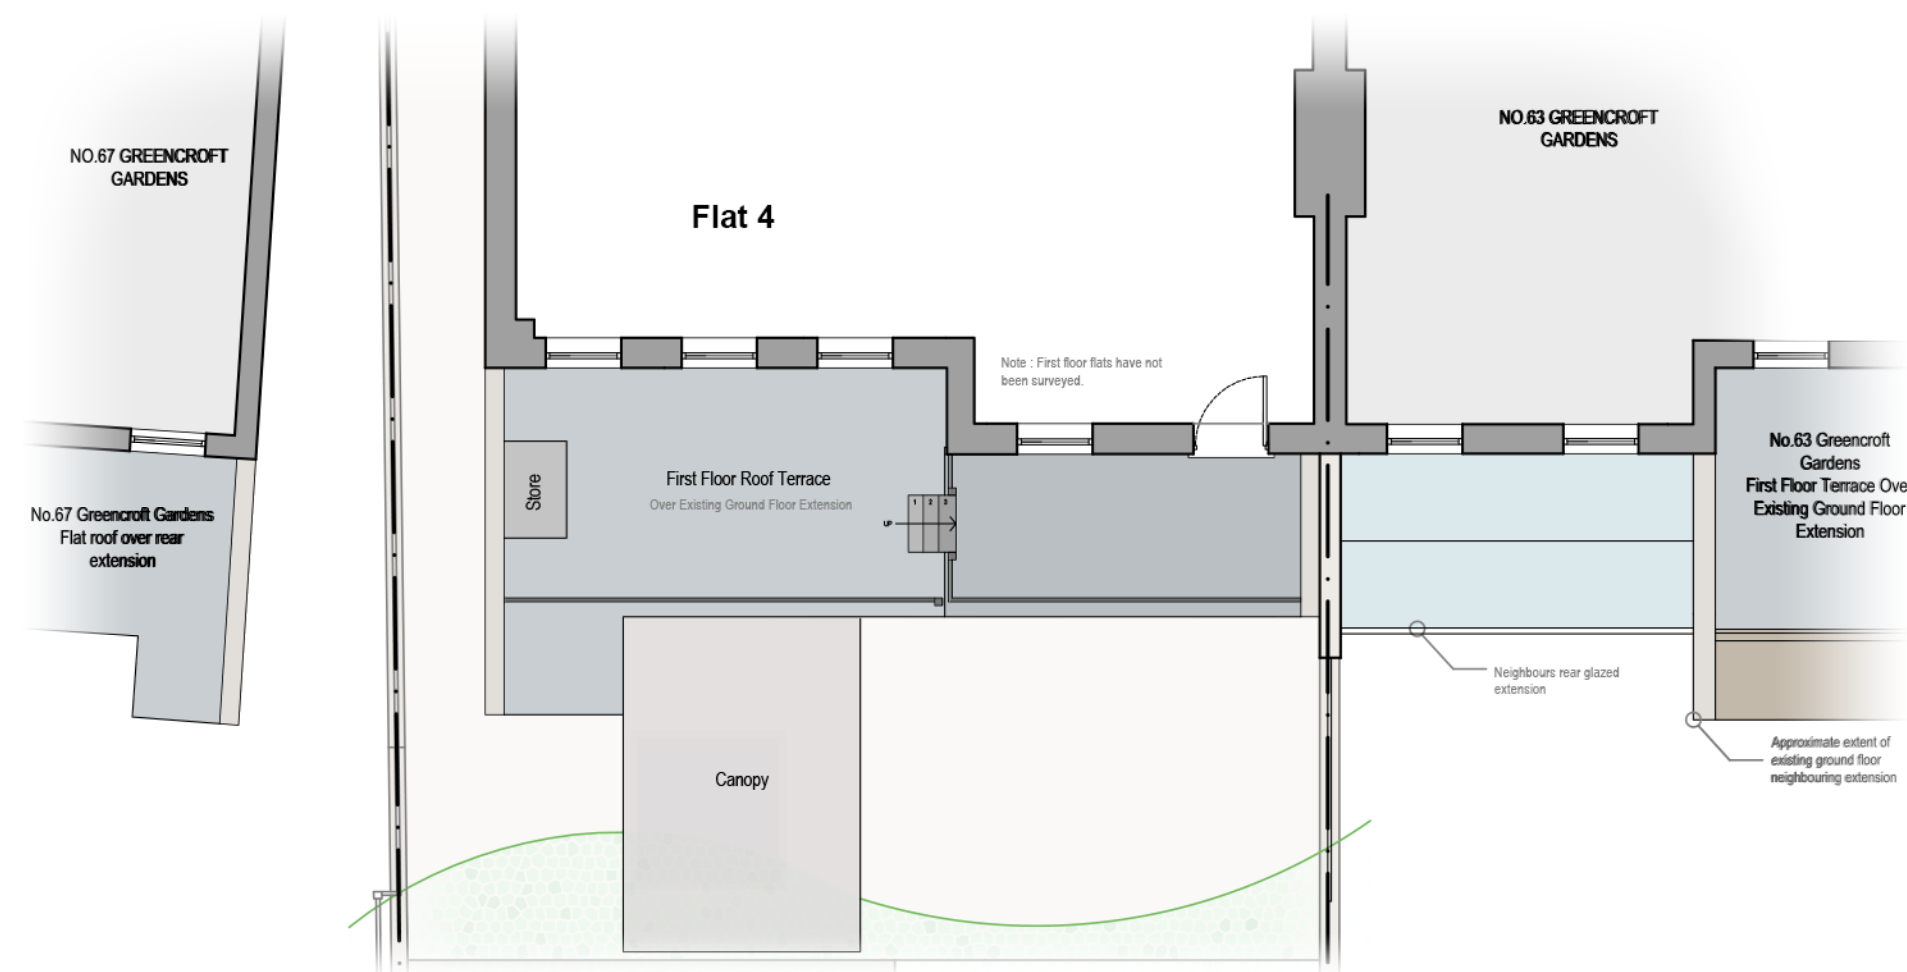 NO.67 GREENCROFT
GARDENS
NO.63 GREENCROFT
GARDENS
Flat 4
Note : First floor flats have not
been surveyed.
No.67 Greencroft Gardens
Flat roof over rear
extension
Store
First Floor Roof Terrace
Over Existing Ground Floor Extension
1 2 3
UP
No.63 Greencroft
Gardens
First Floor Terrace Ove
Existing Ground Floor
Extension
Neighbours rear glazed
extension
Canopy
Approximate extent of
existing ground floor
neighbouring extension